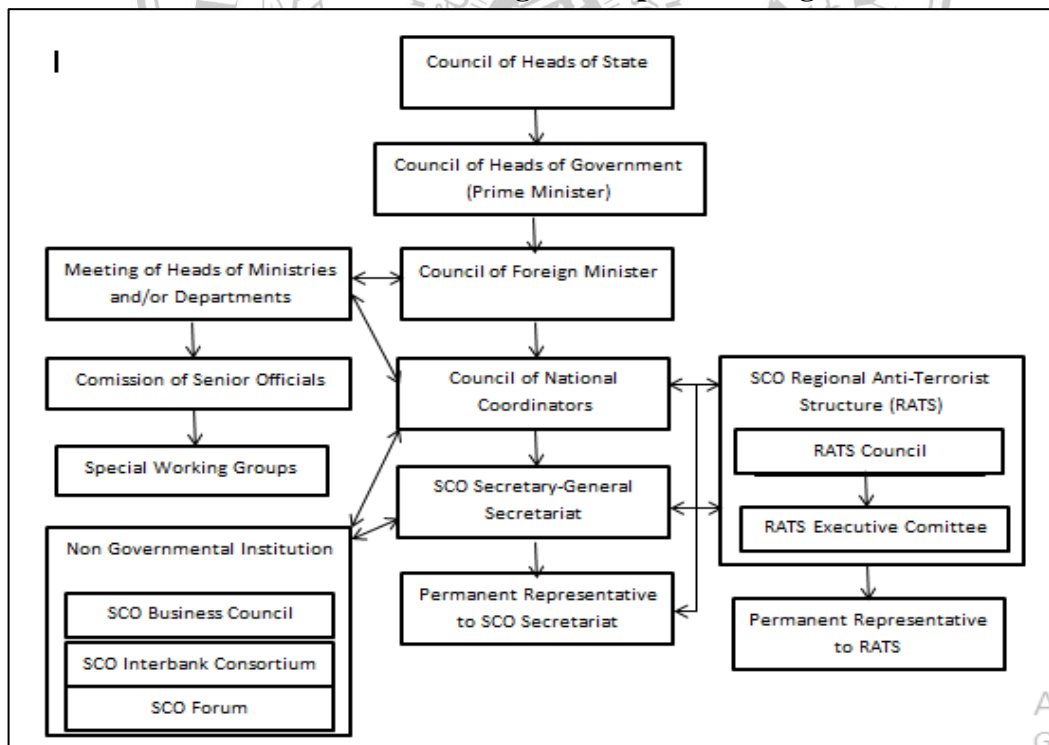 I
Council of Heads of State
Council of Heads of Government
(Prime Minister)
Meeting of Heads of Ministries
and/or Departments
Council of Foreign Minister
Comission of Senior Officials
Council of National
Coordinators
SCO Regional Anti-Terrorist
Structure (RATS)
RATS Council
Special Working Groups
SCO Secretary-General
Secretariat
RATS Executive Comittee
Non Governmental Institution
SCO Business Council
SCO Interbank Consortium
SCO Forum
Permanent Representative
to SCO Secretariat
Permanent Representative
to RATS